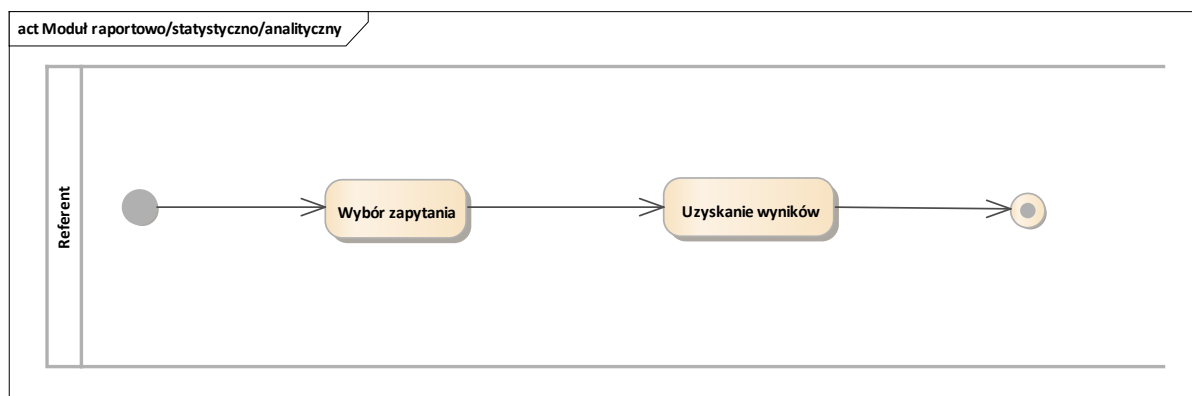 act Moduł raportowo/statystyczno/analityczny
Referent
Wybór zapytania
Uzyskanie wyników